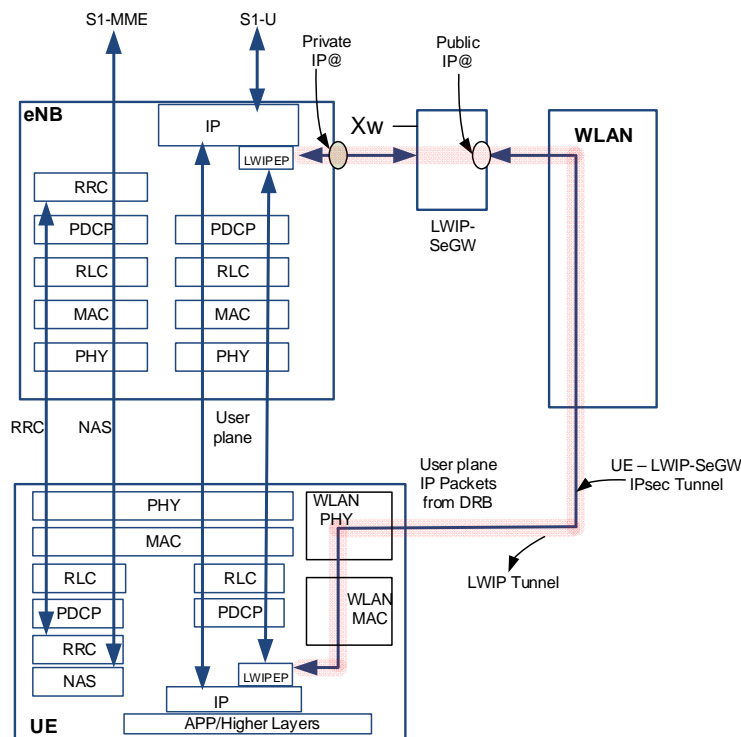 S1-MME
S1-U
Private
IP@
Public
IP@
eNB
IP
Xw
WLAN
LWIPEP
RRC
PDCP
PDCP
LWIP-
SeGW
RLC
RLC
MAC
MAC
PHY
PHY
RRC
NAS
User
plane
User plane
IP Packets
from DRB
UE – LWIP-SeGW
IPsec Tunnel
PHY
WLAN
PHY
MAC
LWIP Tunnel
RLC
RLC
WLAN
MAC
PDCP
PDCP
RRC
NAS
LWIPEP
IP
UE
APP/Higher Layers